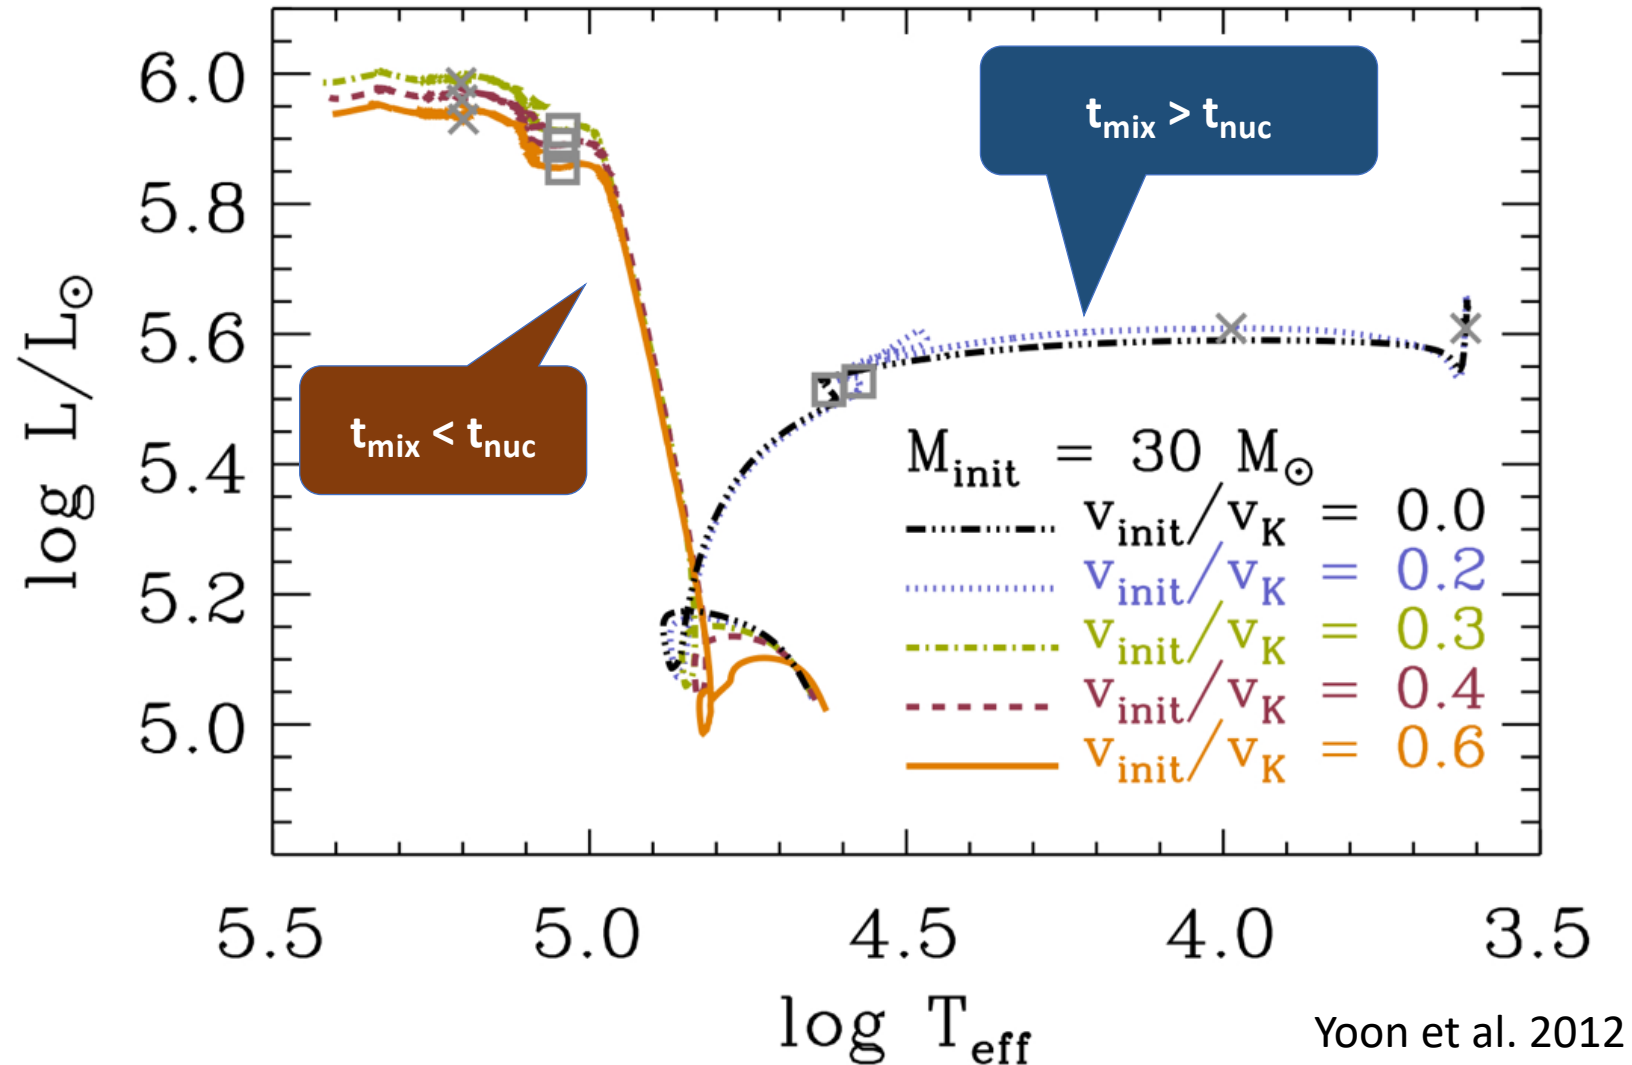 6.0
5.8
5.6
5.4
5.2
5.0
log L/L☉
t_mix > t_nuc
t_mix < t_nuc
M_init = 30 M☉
v_init/v_K = 0.0
v_init/v_K = 0.2
v_init/v_K = 0.3
v_init/v_K = 0.4
v_init/v_K = 0.6
5.5 5.0 4.5 4.0 3.5
log T_eff
Yoon et al. 2012